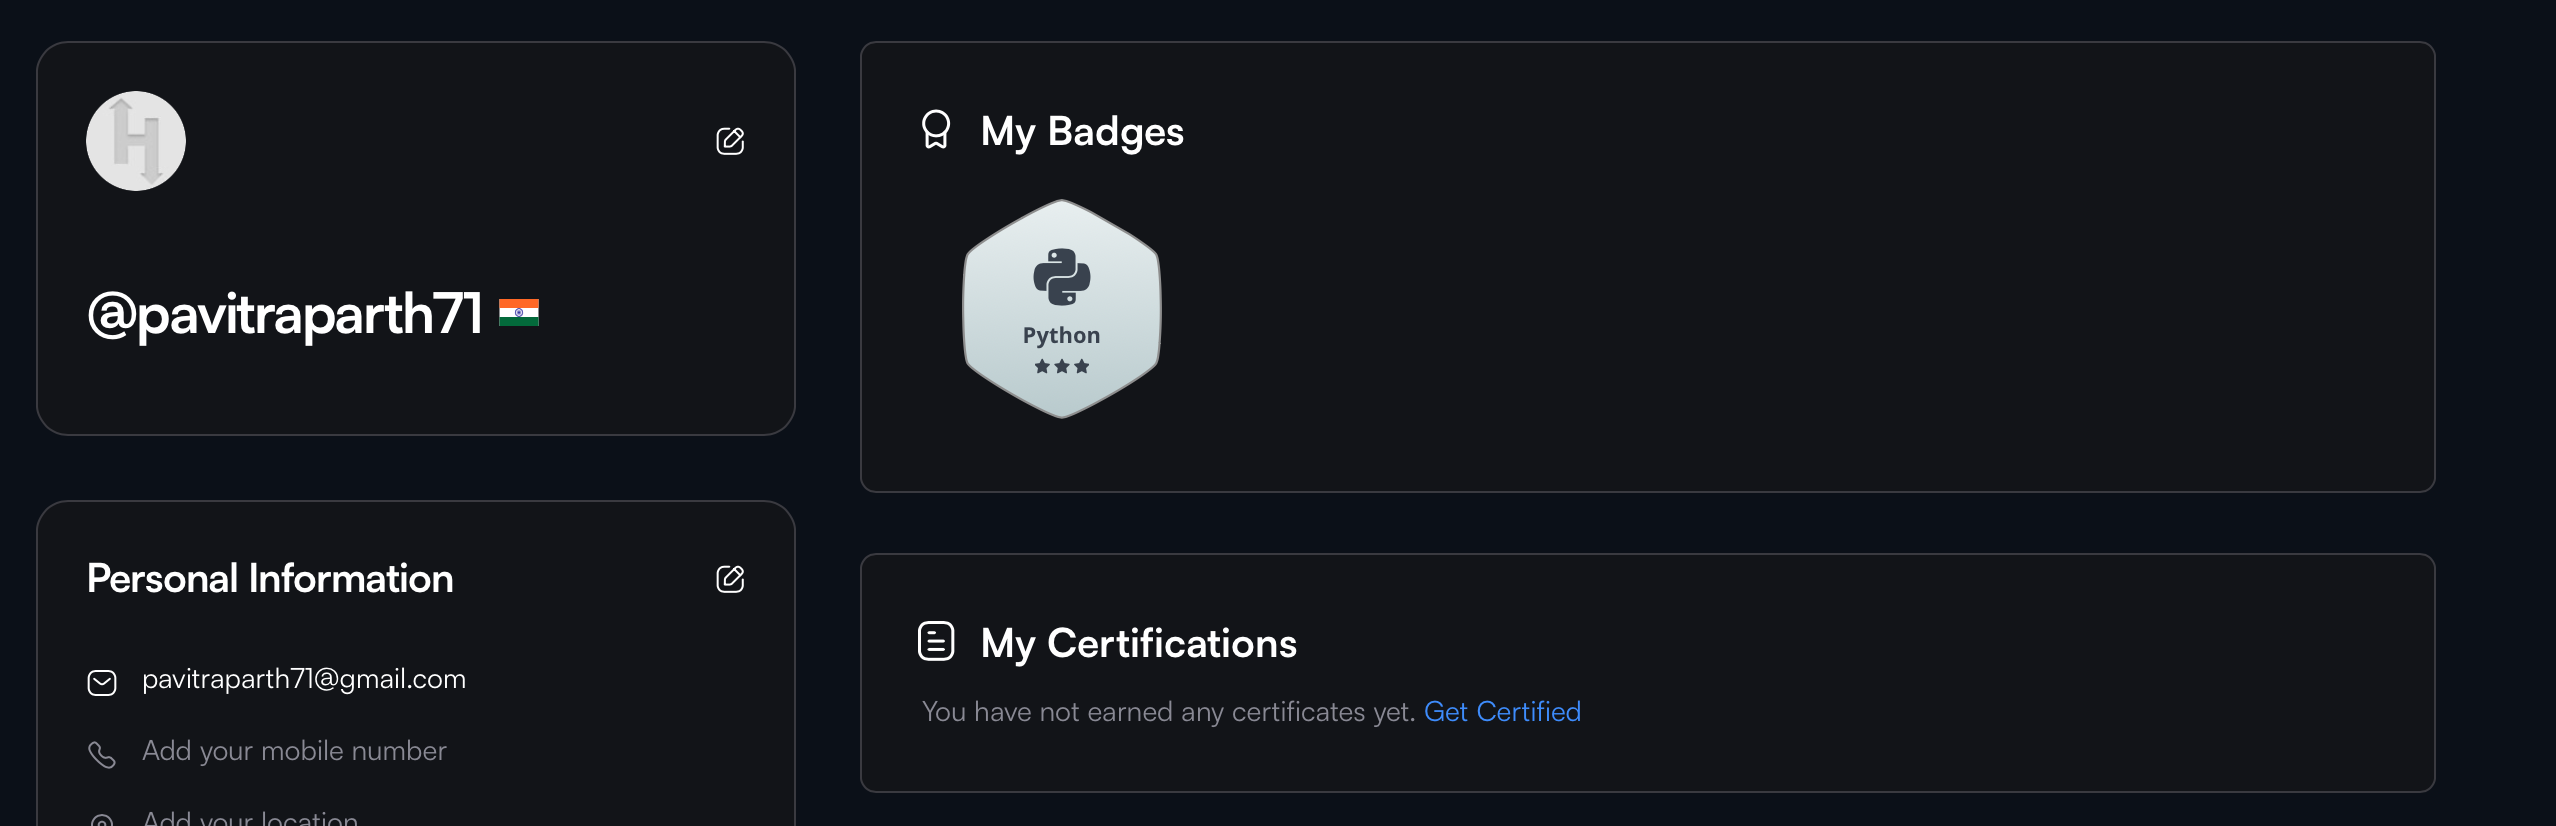 @pavitraparth71
Personal Information
pavitraparth71@gmail.com
Add your mobile number
Add your location
My Badges
Python
My Certifications
You have not earned any certificates yet. Get Certified